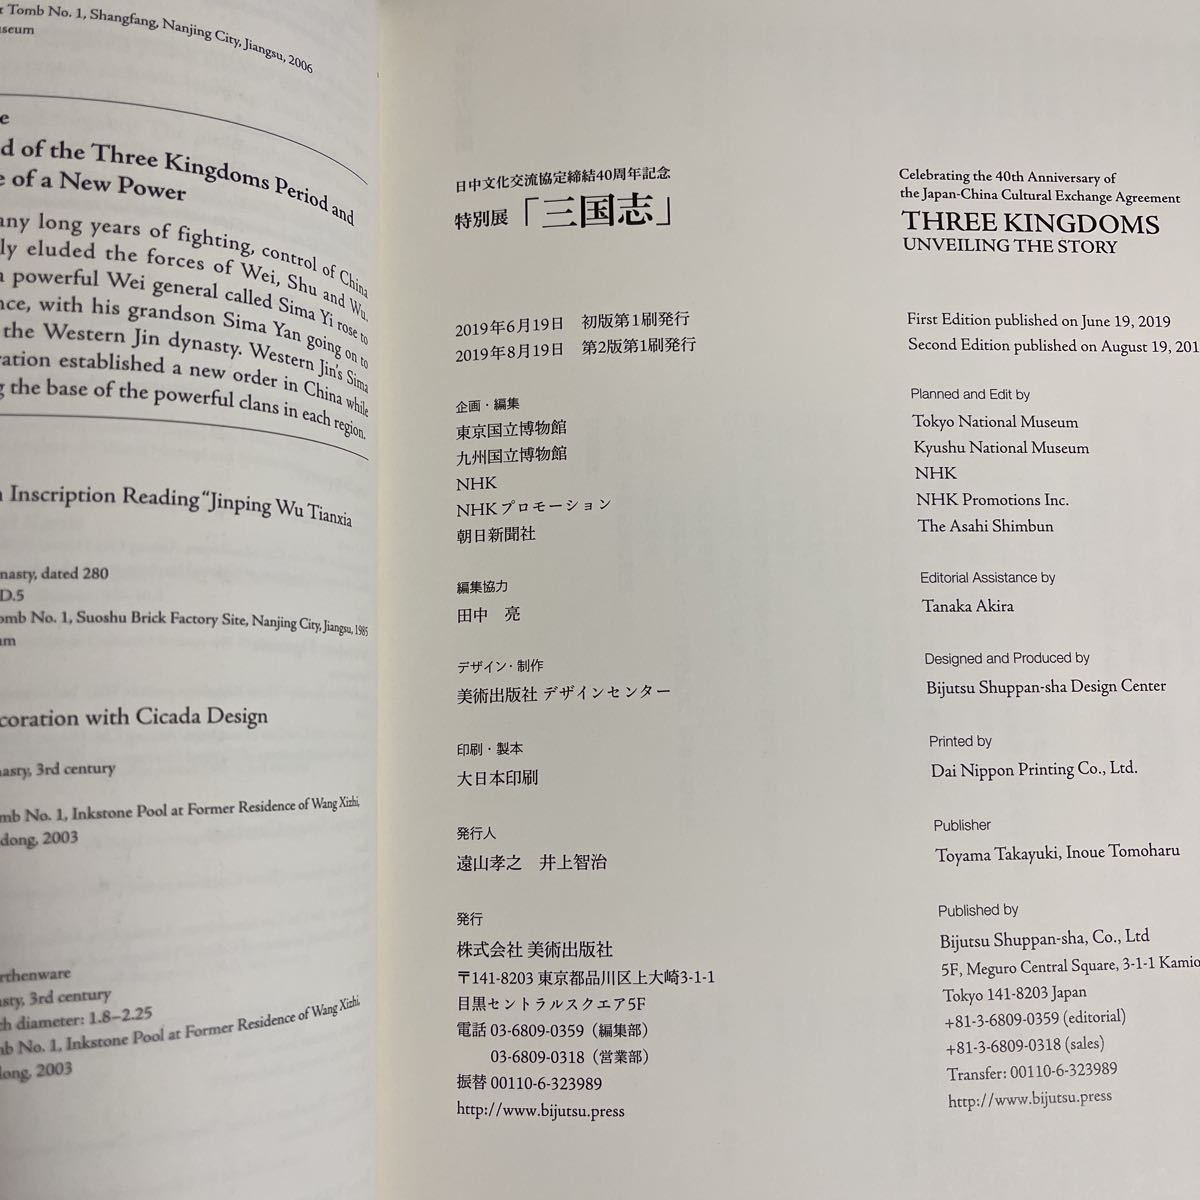 Tomb No. 1, Shangfang, Nanjing City, Jiangsu, 2006
d of the Three Kingdoms Period and
e of a New Power
any long years of fighting, control of China
ly eluded the forces of Wei, Shu and Wu.
a powerful Wei general called Sima Yi rose to
nce, with his grandson Sima Yan going on to
the Western Jin dynasty. Western Jin's Sima
ration established a new order in China while
g the base of the powerful clans in each region.
Inscription Reading “Jinping Wu Tianxia
nasty, dated 280
D.5
omb No. 1, Suoshu Brick Factory Site, Nanjing City, Jiangsu, 1985
um
coration with Cicada Design
nasty, 3rd century
mb No. 1, Inkstone Pool at Former Residence of Wang Xizhi,
dong, 2003
rthenware
asty, 3rd century
ch diameter: 1.8–2.25
mb No. 1, Inkstone Pool at Former Residence of Wang Xizhi,
dong, 2003
日中文化交流協定締結40周年記念
特別展「三国志」
2019年6月19日　初版第1刷発行
2019年8月19日　第2版第1刷発行
企画・編集
東京国立博物館
九州国立博物館
NHK
NHKプロモーション
朝日新聞社
編集協力
田中　亮
デザイン・制作
美術出版社 デザインセンター
印刷・製本
大日本印刷
発行人
遠山孝之　井上智治
発行
株式会社 美術出版社
〒141-8203 東京都品川区上大崎3-1-1
目黒セントラルスクエア5F
電話 03-6809-0359（編集部）
03-6809-0318（営業部）
振替 00110-6-323989
http://www.bijutsu.press
Celebrating the 40th Anniversary of
the Japan-China Cultural Exchange Agreement
THREE KINGDOMS
UNVEILING THE STORY
First Edition published on June 19, 2019
Second Edition published on August 19, 201
Planned and Edit by
Tokyo National Museum
Kyushu National Museum
NHK
NHK Promotions Inc.
The Asahi Shimbun
Editorial Assistance by
Tanaka Akira
Designed and Produced by
Bijutsu Shuppan-sha Design Center
Printed by
Dai Nippon Printing Co., Ltd.
Publisher
Toyama Takayuki, Inoue Tomoharu
Published by
Bijutsu Shuppan-sha, Co., Ltd
5F, Meguro Central Square, 3-1-1 Kamio
Tokyo 141-8203 Japan
+81-3-6809-0359 (editorial)
+81-3-6809-0318 (sales)
Transfer: 00110-6-323989
http://www.bijutsu.press